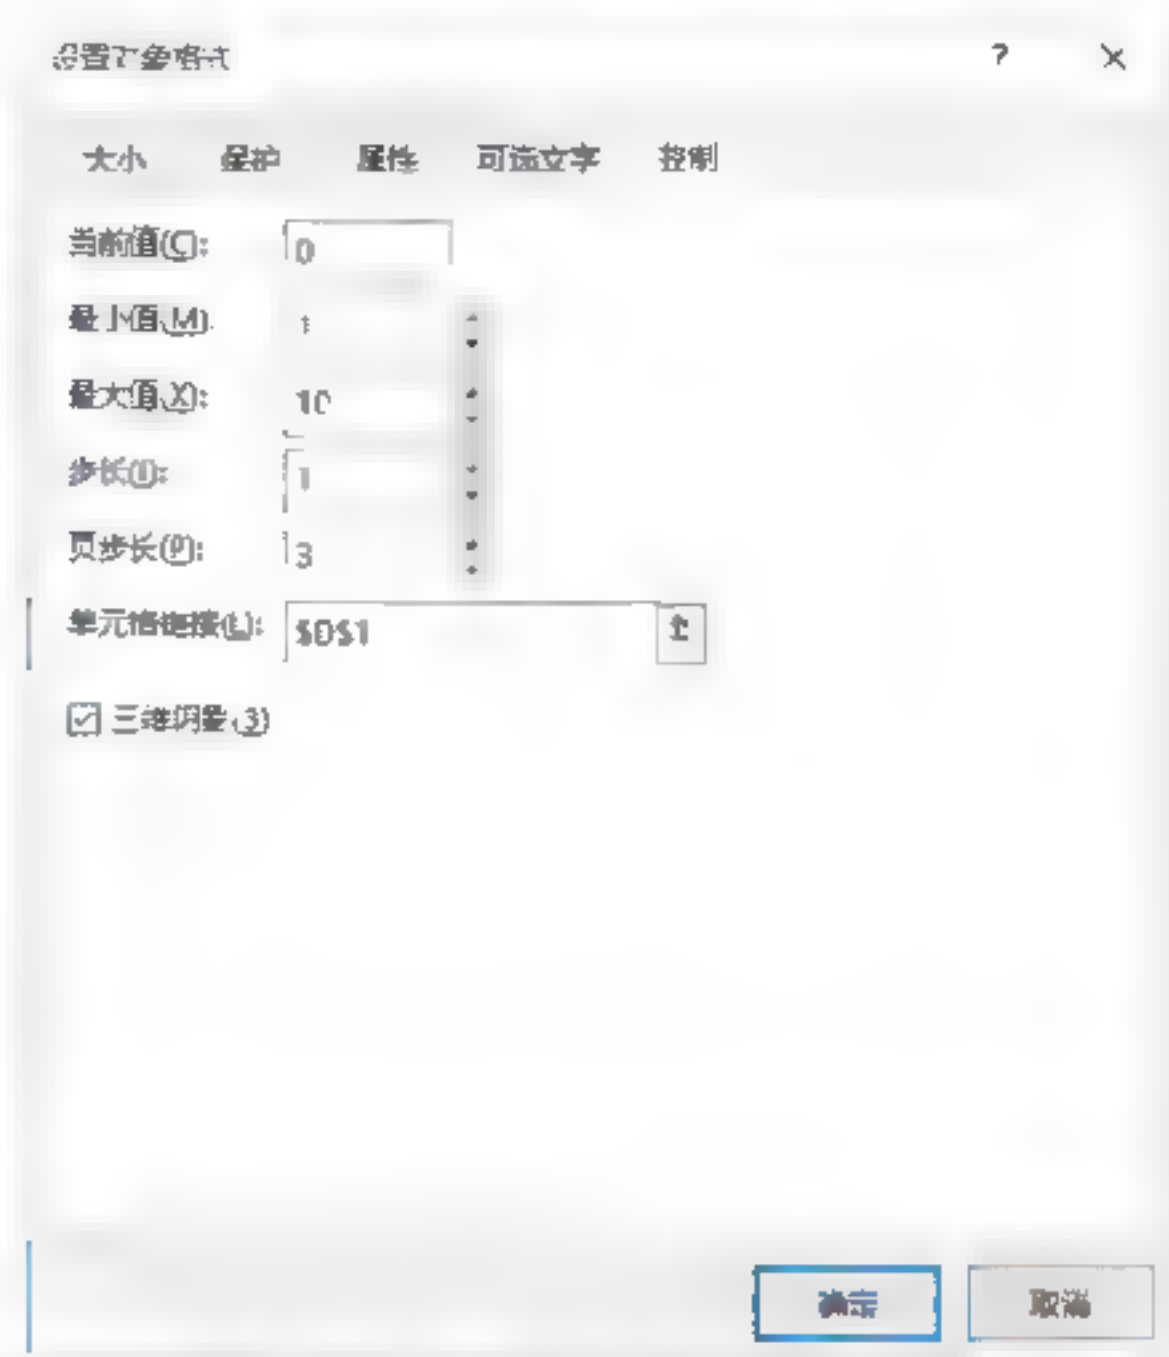 设置对象格式 ?
大小 保护 属性 可选文字 控制
当前值(C): 0
最小值(M): 1
最大值(X): 10
步长(I): 1
页步长(P): 3
单元格链接(L): $D$1
三维阴影(3)
确定 取消